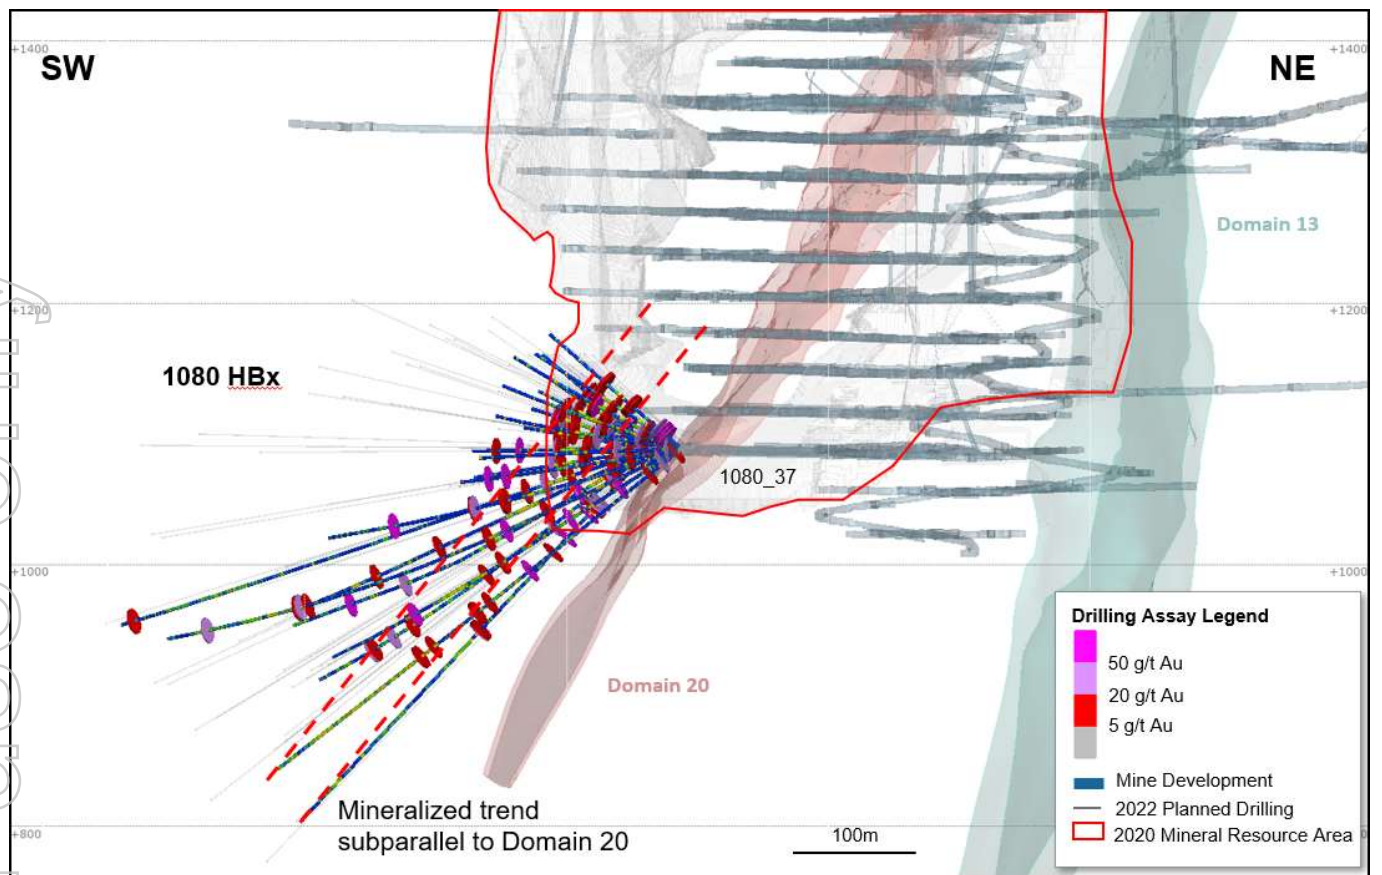 +1400
+1400
SW
NE
Domain 13
+1200
+1200
1080 HBx
1080_37
+1000
+1000
Domain 20
Drilling Assay Legend
50 g/t Au
20 g/t Au
5 g/t Au
Mine Development
2022 Planned Drilling
2020 Mineral Resource Area
Mineralized trend
subparallel to Domain 20
+800
100m